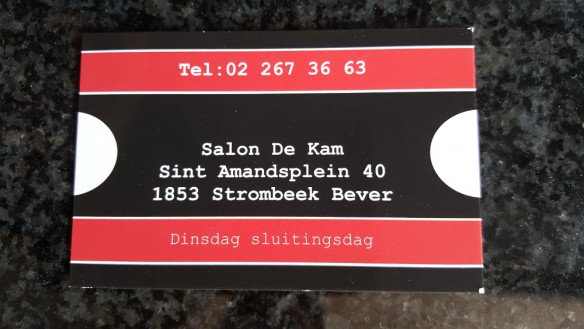 Tel:02 267 36 63
Salon De Kam
Sint Amandsplein 40
1853 Strombeek Bever
Dinsdag sluitingsdag